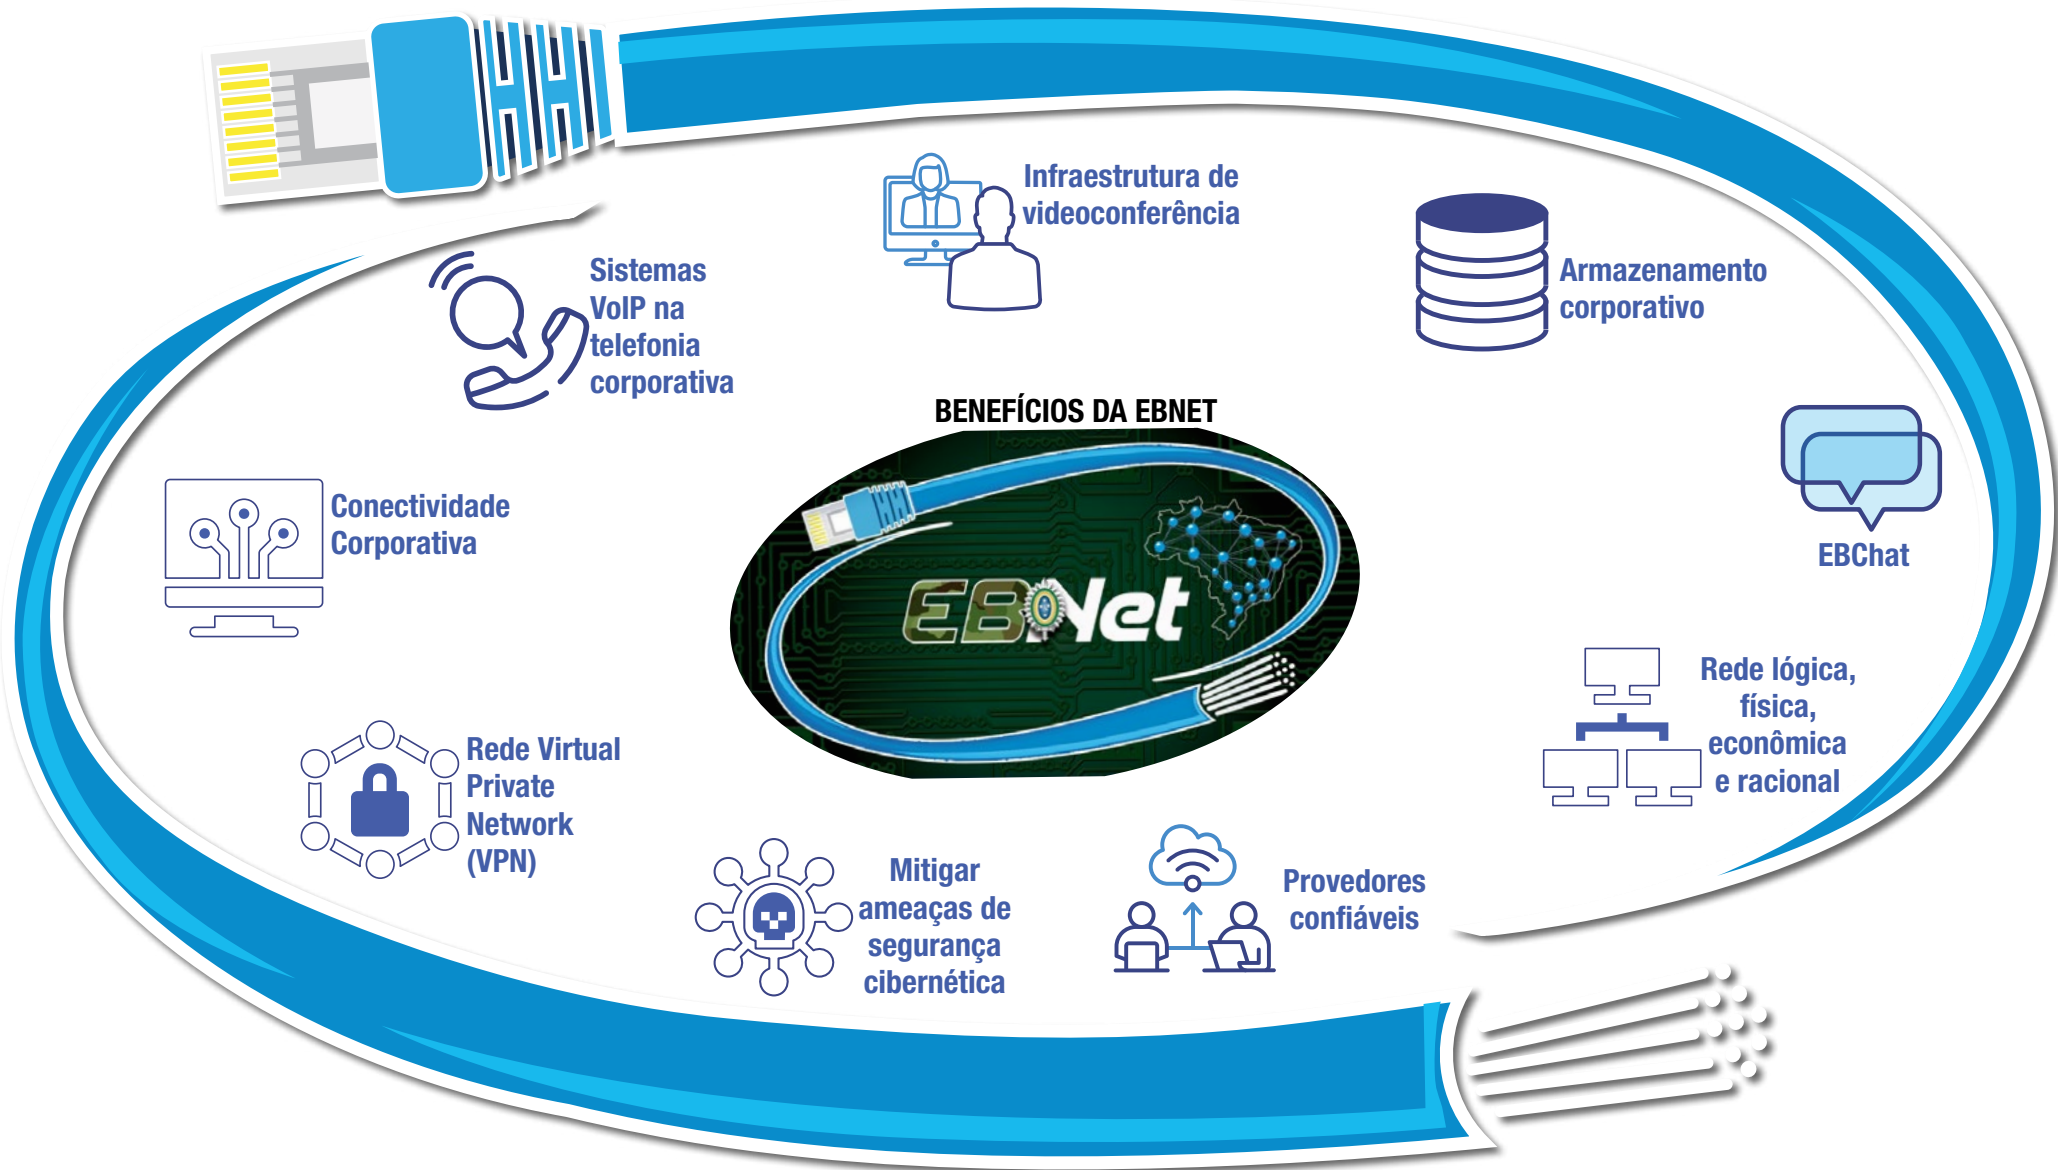 Infraestrutura de
videoconferência
Sistemas
VoIP na
telefonia
corporativa
Armazenamento
corporativo
BENEFÍCIOS DA EBNET
EBNet
Conectividade
Corporativa
EBChat
Rede lógica,
física,
econômica
e racional
Rede Virtual
Private
Network
(VPN)
Mitigar
ameaças de
segurança
cibernética
Provedores
confiáveis